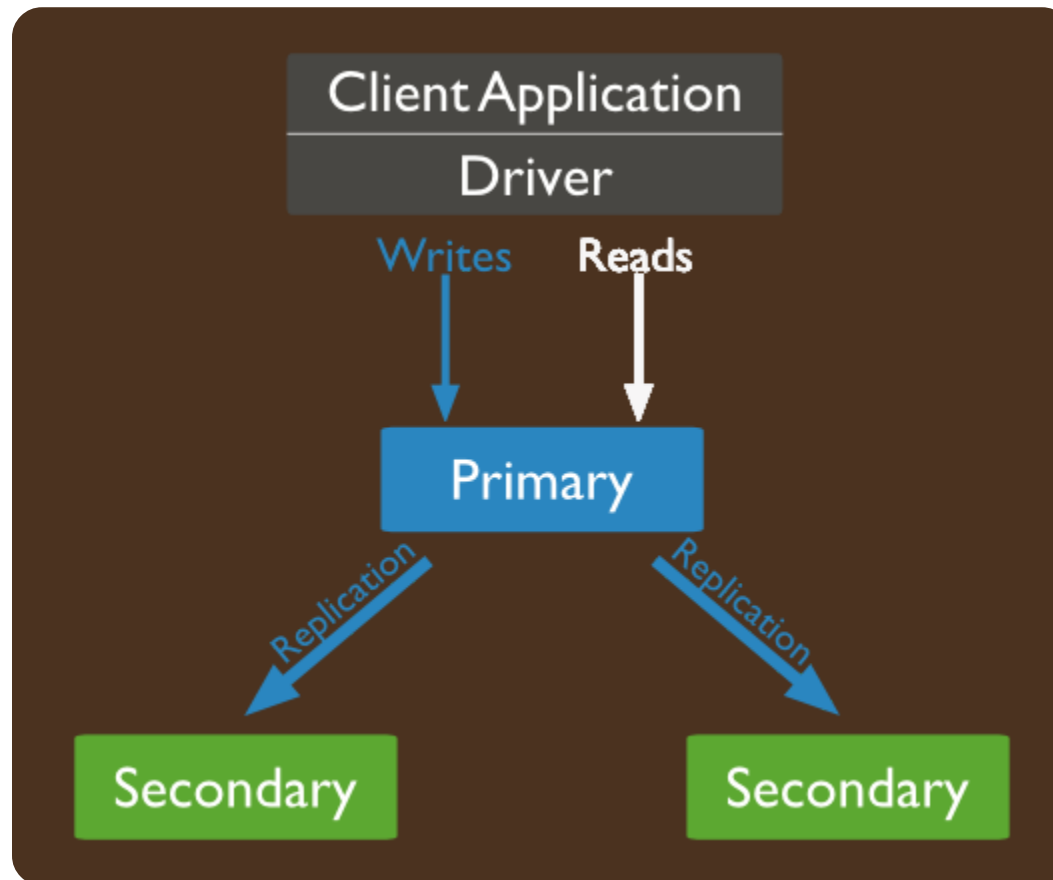 Client Application
Driver
Writes Reads
Primary
Replication Replication
Secondary Secondary